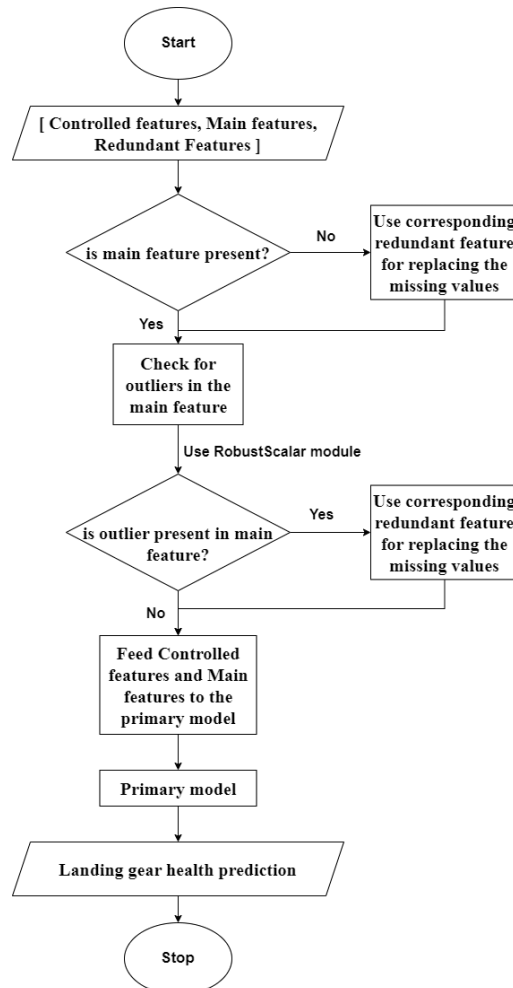 Start
[ Controlled features, Main features,
Redundant Features ]
is main feature present?
No
Use corresponding
redundant feature
for replacing the
missing values
Yes
Check for
outliers in the
main feature
Use RobustScalar module
is outlier present in main
feature?
Yes
Use corresponding
redundant feature
for replacing the
missing values
No
Feed Controlled
features and Main
features to the
primary model
Primary model
Landing gear health prediction
Stop